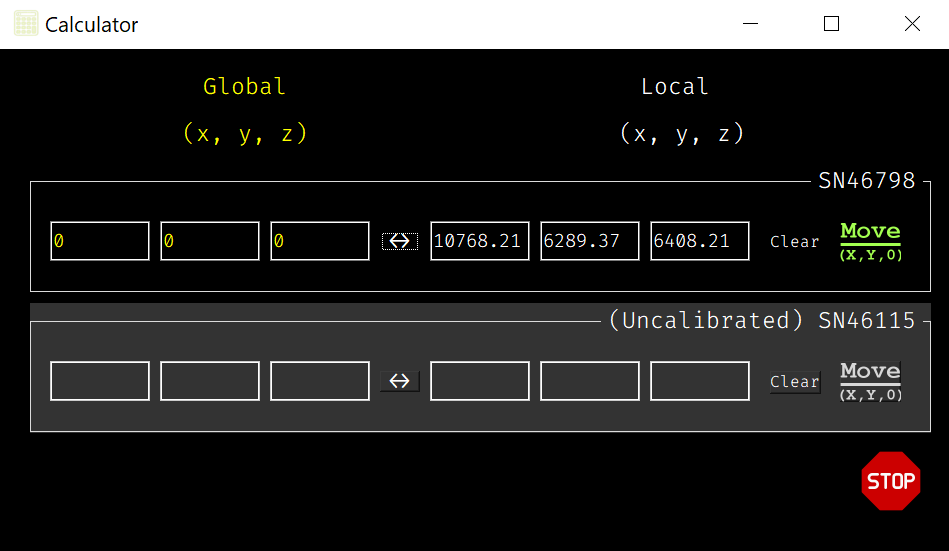 Calculator
Global Local
(x, y, z) (x, y, z)
SN46798
0 0 0 ↔ 10768.21 6289.37 6408.21 Clear Move
(X,Y,0)
(Uncalibrated) SN46115
↔ Clear Move
(X,Y,0)
STOP